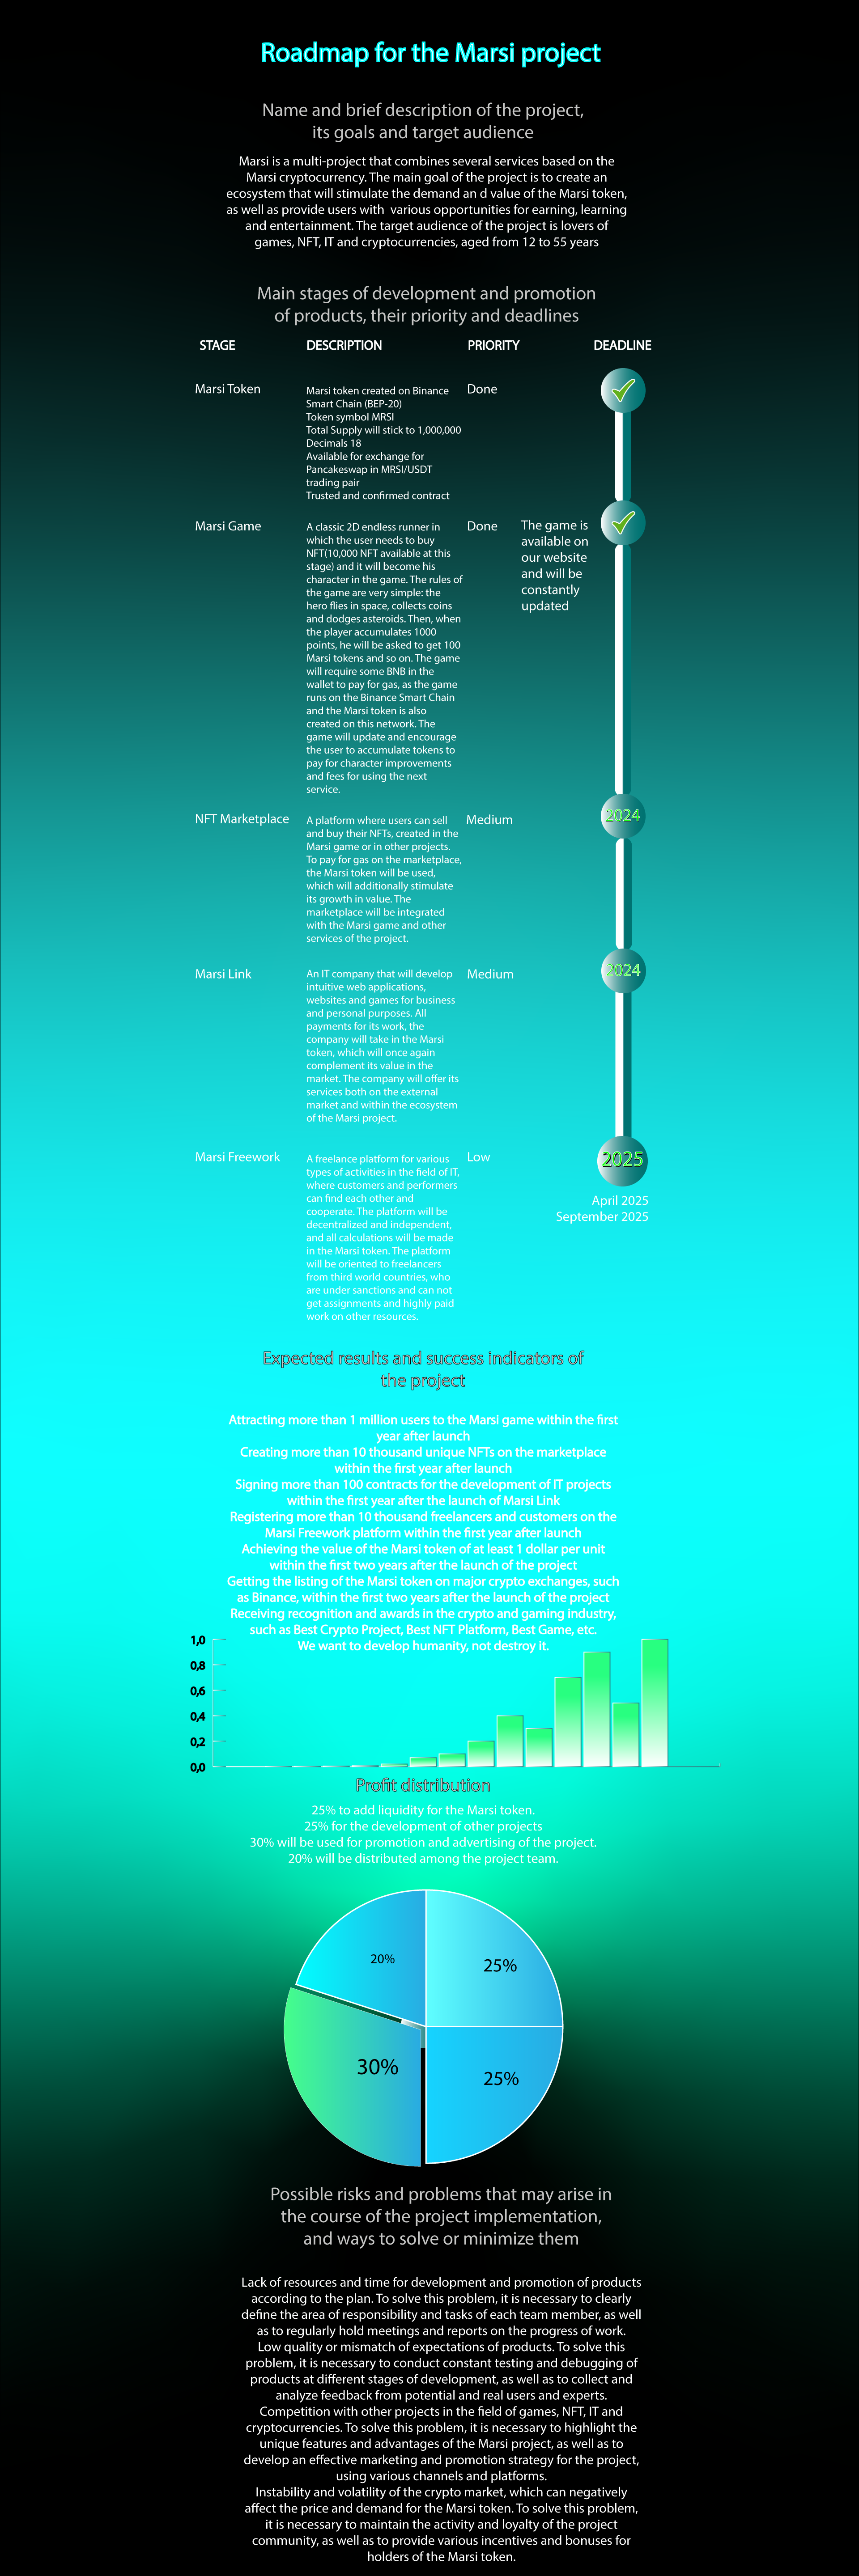 Roadmap for the Marsi project
Name and brief description of the project,
its goals and target audience
Marsi is a multi-project that combines several services based on the
Marsi cryptocurrency. The main goal of the project is to create an
ecosystem that will stimulate the demand an d value of the Marsi token,
as well as provide users with  various opportunities for earning, learning
and entertainment. The target audience of the project is lovers of
games, NFT, IT and cryptocurrencies, aged from 12 to 55 years
Main stages of development and promotion
of products, their priority and deadlines
STAGE DESCRIPTION PRIORITY DEADLINE
Marsi Token
Marsi token created on Binance
Smart Chain (BEP-20)
Token symbol MRSI
Total Supply will stick to 1,000,000
Decimals 18
Available for exchange for
Pancakeswap in MRSI/USDT
trading pair
Trusted and confirmed contract
Done
Marsi Game
A classic 2D endless runner in
which the user needs to buy
NFT(10,000 NFT available at this
stage) and it will become his
character in the game. The rules of
the game are very simple: the
hero flies in space, collects coins
and dodges asteroids. Then, when
the player accumulates 1000
points, he will be asked to get 100
Marsi tokens and so on. The game
will require some BNB in the
wallet to pay for gas, as the game
runs on the Binance Smart Chain
and the Marsi token is also
created on this network. The
game will update and encourage
the user to accumulate tokens to
pay for character improvements
and fees for using the next
service.
Done
The game is
available on
our website
and will be
constantly
updated
NFT Marketplace
A platform where users can sell
and buy their NFTs, created in the
Marsi game or in other projects.
To pay for gas on the marketplace,
the Marsi token will be used,
which will additionally stimulate
its growth in value. The
marketplace will be integrated
with the Marsi game and other
services of the project.
Medium
2024
Marsi Link
An IT company that will develop
intuitive web applications,
websites and games for business
and personal purposes. All
payments for its work, the
company will take in the Marsi
token, which will once again
complement its value in the
market. The company will offer its
services both on the external
market and within the ecosystem
of the Marsi project.
Medium
2024
Marsi Freework
A freelance platform for various
types of activities in the field of IT,
where customers and performers
can find each other and
cooperate. The platform will be
decentralized and independent,
and all calculations will be made
in the Marsi token. The platform
will be oriented to freelancers
from third world countries, who
are under sanctions and can not
get assignments and highly paid
work on other resources.
Low
2025
April 2025
September 2025
Expected results and success indicators of
the project
Attracting more than 1 million users to the Marsi game within the first
year after launch
Creating more than 10 thousand unique NFTs on the marketplace
within the first year after launch
Signing more than 100 contracts for the development of IT projects
within the first year after the launch of Marsi Link
Registering more than 10 thousand freelancers and customers on the
Marsi Freework platform within the first year after launch
Achieving the value of the Marsi token of at least 1 dollar per unit
within the first two years after the launch of the project
Getting the listing of the Marsi token on major crypto exchanges, such
as Binance, within the first two years after the launch of the project
Receiving recognition and awards in the crypto and gaming industry,
such as Best Crypto Project, Best NFT Platform, Best Game, etc.
We want to develop humanity, not destroy it.
1,0
0,8
0,6
0,4
0,2
0,0
Profit distribution
25% to add liquidity for the Marsi token.
25% for the development of other projects
30% will be used for promotion and advertising of the project.
20% will be distributed among the project team.
20%
25%
30%
25%
Possible risks and problems that may arise in
the course of the project implementation,
and ways to solve or minimize them
Lack of resources and time for development and promotion of products
according to the plan. To solve this problem, it is necessary to clearly
define the area of responsibility and tasks of each team member, as well
as to regularly hold meetings and reports on the progress of work.
Low quality or mismatch of expectations of products. To solve this
problem, it is necessary to conduct constant testing and debugging of
products at different stages of development, as well as to collect and
analyze feedback from potential and real users and experts.
Competition with other projects in the field of games, NFT, IT and
cryptocurrencies. To solve this problem, it is necessary to highlight the
unique features and advantages of the Marsi project, as well as to
develop an effective marketing and promotion strategy for the project,
using various channels and platforms.
Instability and volatility of the crypto market, which can negatively
affect the price and demand for the Marsi token. To solve this problem,
it is necessary to maintain the activity and loyalty of the project
community, as well as to provide various incentives and bonuses for
holders of the Marsi token.